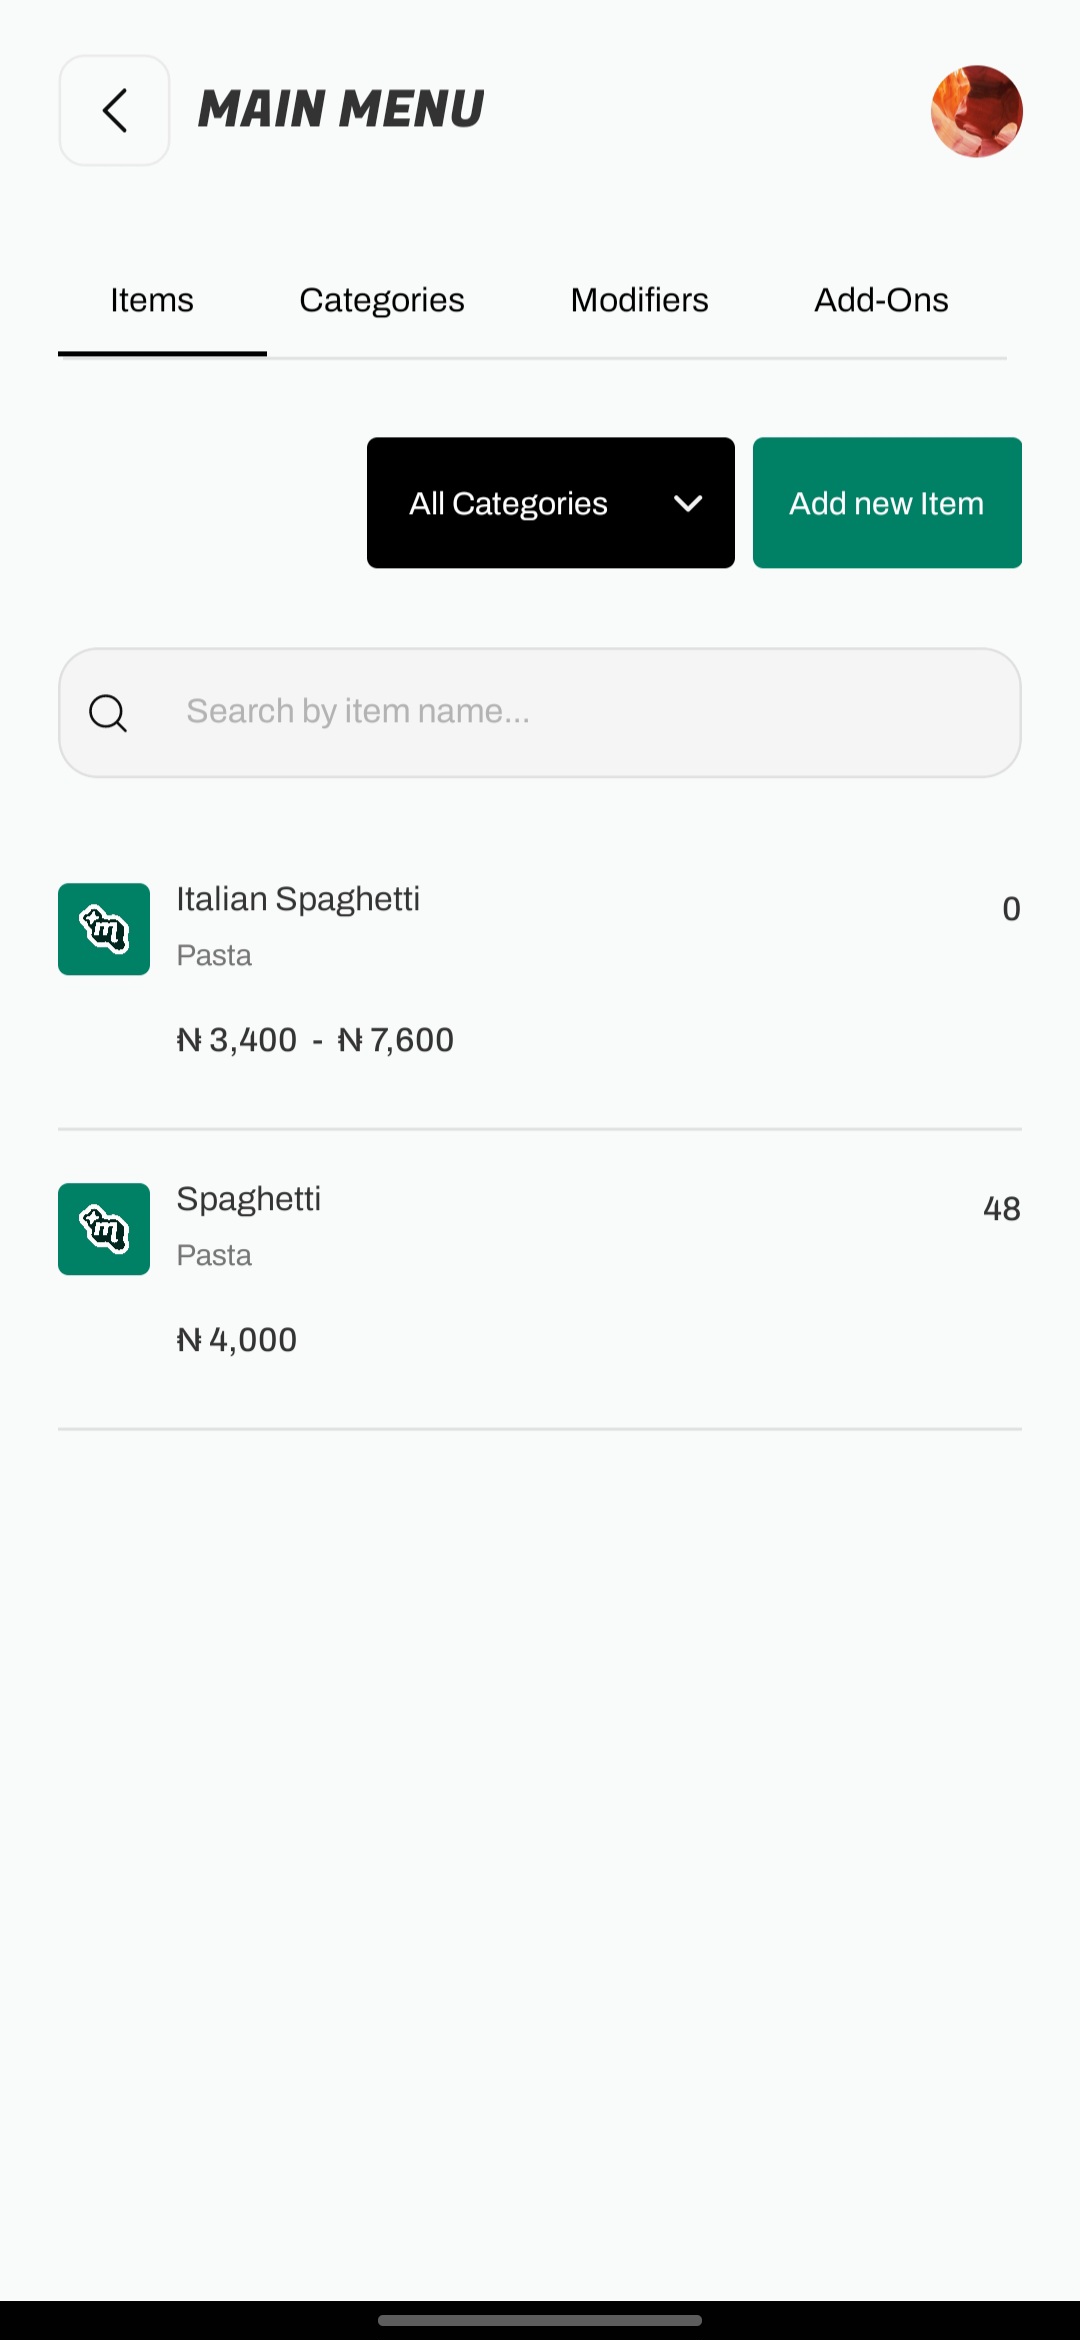 MAIN MENU
Items Categories Modifiers Add-Ons
All Categories Add new Item
Search by item name...
Italian Spaghetti 0
Pasta
₦ 3,400 - ₦ 7,600
Spaghetti 48
Pasta
₦ 4,000